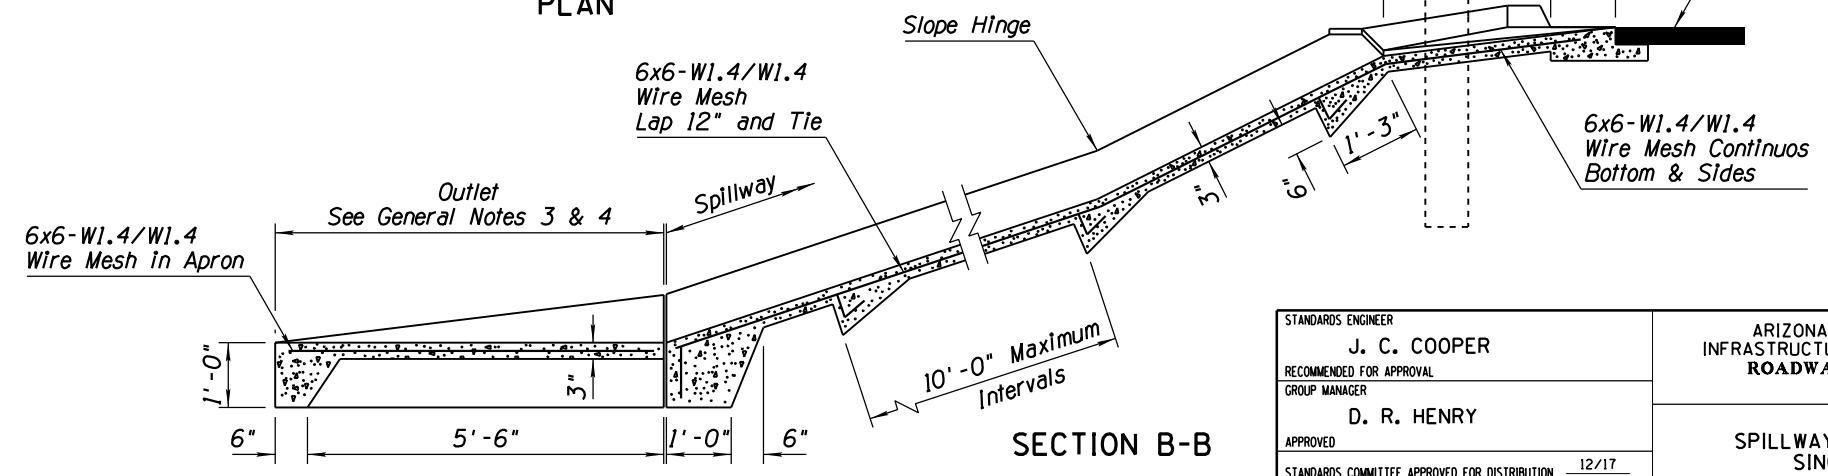 PLAN
Slope Hinge
6x6-W1.4/W1.4
Wire Mesh
Lap 12" and Tie
6x6-W1.4/W1.4
Wire Mesh Continuos
Bottom & Sides
1'-3"
6"
3"
Spillway
Outlet
See General Notes 3 & 4
6x6-W1.4/W1.4
Wire Mesh in Apron
1'-0"
3"
10'-0" Maximum
Intervals
6"
5'-6"
1'-0"
6"
SECTION B-B
STANDARDS ENGINEER
J. C. COOPER
RECOMMENDED FOR APPROVAL
GROUP MANAGER
D. R. HENRY
APPROVED
STANDARDS COMMITTEE APPROVED FOR DISTRIBUTION 12/17
ARIZONA